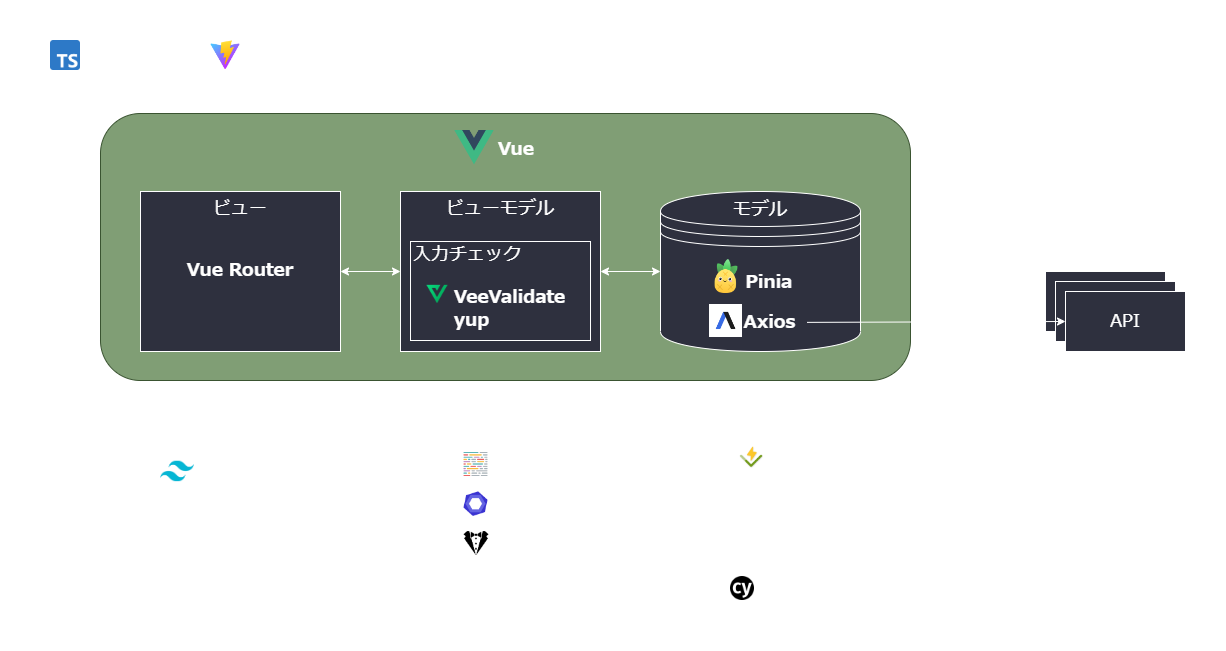 TS
Vue
ビュー
Vue Router
ビューモデル
入力チェック
VeeValidate
yup
モデル
Pinia
Axios
API
cy